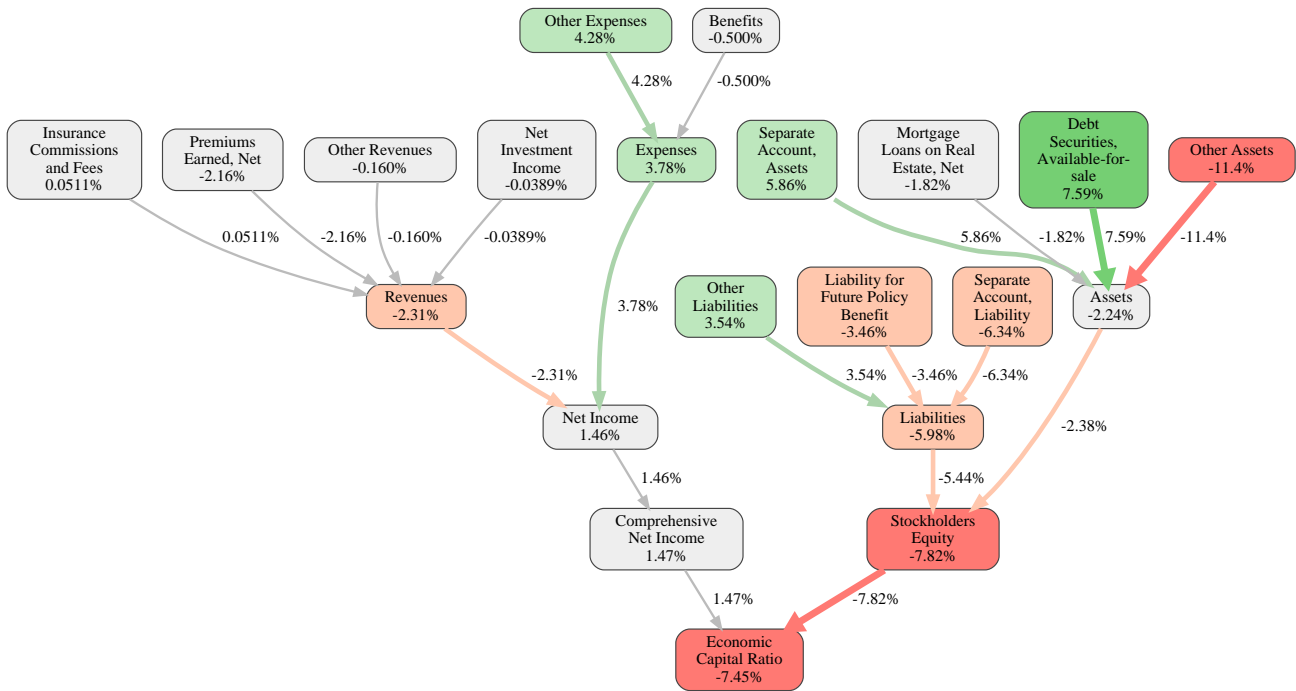 Other Expenses
4.28%
Benefits
-0.500%
4.28%
-0.500%
Insurance
Commissions
and Fees
0.0511%
Premiums
Earned, Net
-2.16%
Other Revenues
-0.160%
Net
Investment
Income
-0.0389%
Expenses
3.78%
Separate
Account,
Assets
5.86%
Mortgage
Loans on Real
Estate, Net
-1.82%
Debt
Securities,
Available-for-
sale
7.59%
Other Assets
-11.4%
0.0511%
-2.16%
-0.160%
-0.0389%
5.86%
-1.82%
7.59%
-11.4%
Revenues
-2.31%
3.78%
Other
Liabilities
3.54%
Liability for
Future Policy
Benefit
-3.46%
Separate
Account,
Liability
-6.34%
Assets
-2.24%
-2.31%
3.54%
-3.46%
-6.34%
-2.38%
Net Income
1.46%
Liabilities
-5.98%
1.46%
-5.44%
Comprehensive
Net Income
1.47%
Stockholders
Equity
-7.82%
1.47%
-7.82%
Economic
Capital Ratio
-7.45%